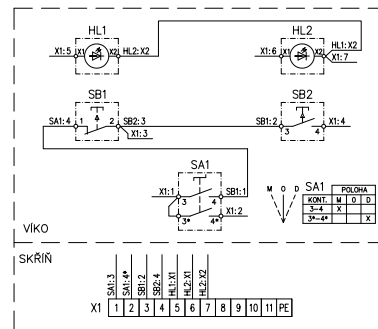 HL1
HL2
X1:5
X1
X2
HL2:X2
X1:6
X1
X2
HL1:X2
X1:7
SB1
SB2
SA1:4
1
2
SB2:3
X1:3
SB1:2
3
4
X1:4
SA1
X1:1
3
4
SB1:1
3*
4*
X1:2
M O D
SA1 POLOHA
KONT. M 0 D
3-4 X
3*-4* X
VÍKO
SKŘÍŇ
SA1:3
SA1:4*
SB1:2
SB2:4
HL1:X1
HL2:X1
HL2:X2
X1 1 2 3 4 5 6 7 8 9 10 11 PE